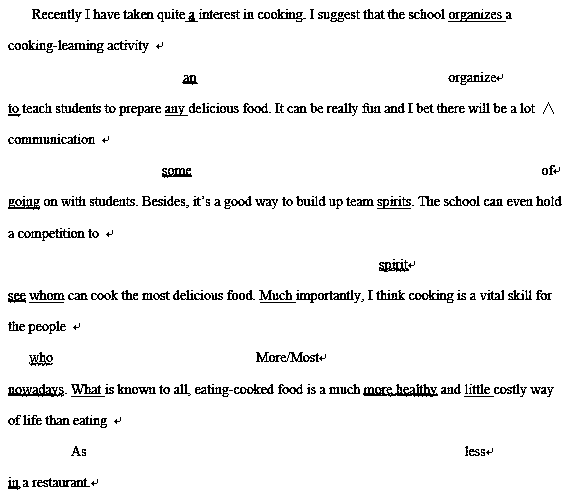 Recently I have taken quite a interest in cooking. I suggest that the school organizes a
cooking-learning activity ↵
an organize↵
to teach students to prepare any delicious food. It can be really fun and I bet there will be a lot ∧
communication ↵
some of↵
going on with students. Besides, it's a good way to build up team spirits. The school can even hold
a competition to ↵
spirit↵
see whom can cook the most delicious food. Much importantly, I think cooking is a vital skill for
the people ↵
who More/Most↵
nowadays. What is known to all, eating-cooked food is a much more healthy and little costly way
of life than eating ↵
As less↵
in a restaurant.↵